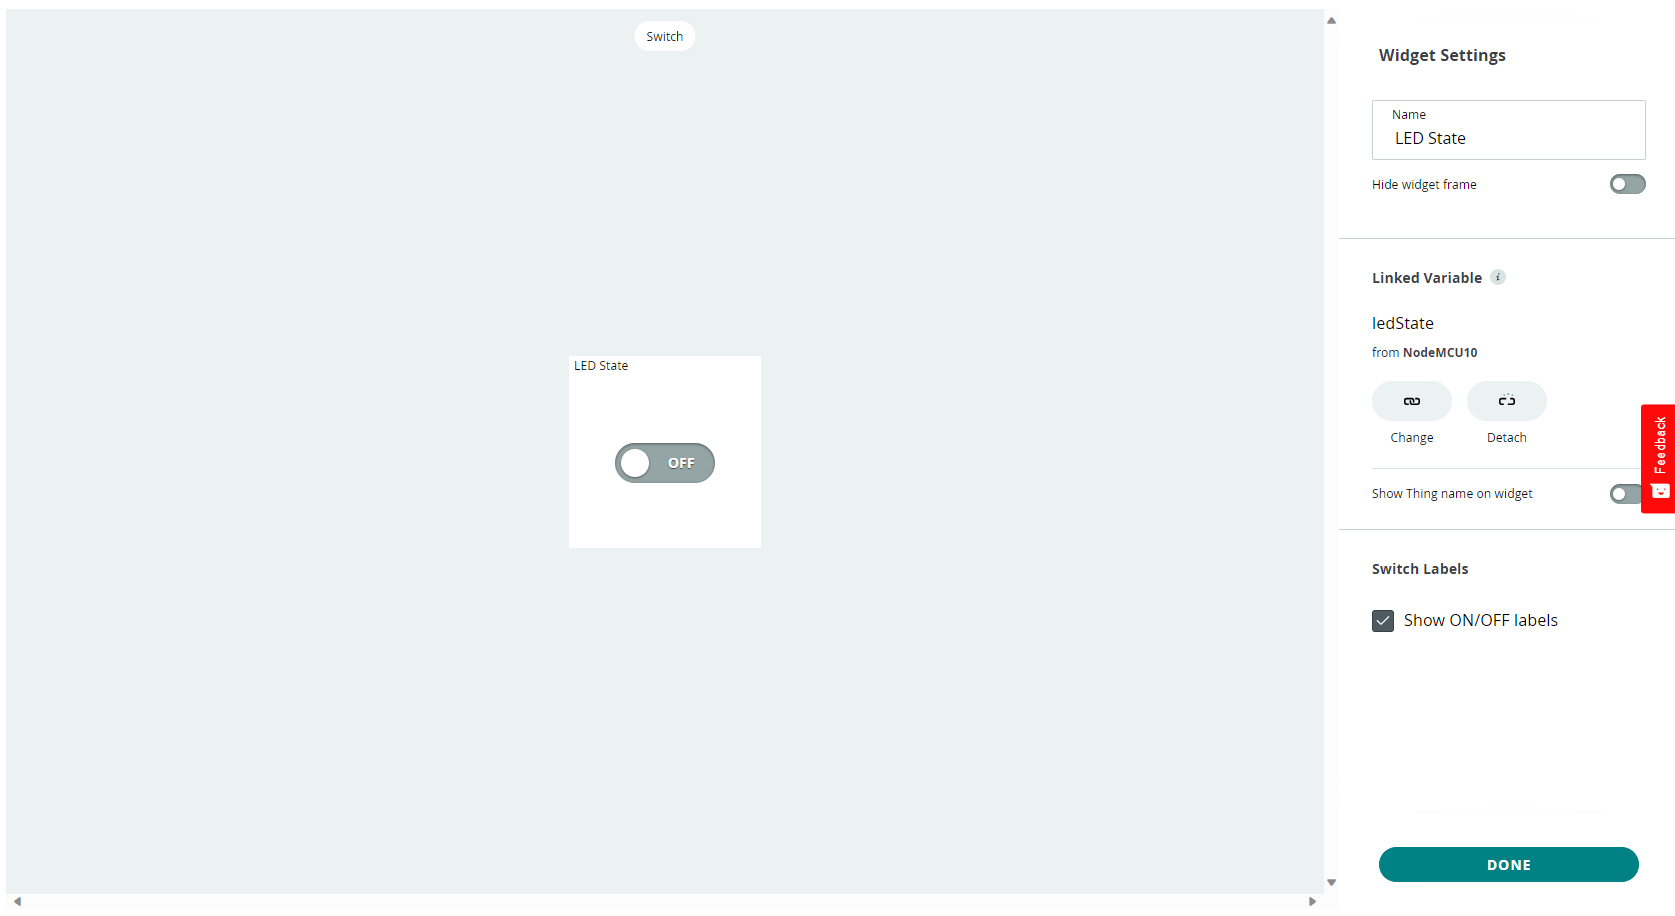 Switch
LED State
OFF
Widget Settings
Name
LED State
Hide widget frame
Linked Variable i
ledState
from NodeMCU10
Change Detach
Show Thing name on widget
Feedback
Switch Labels
Show ON/OFF labels
DONE